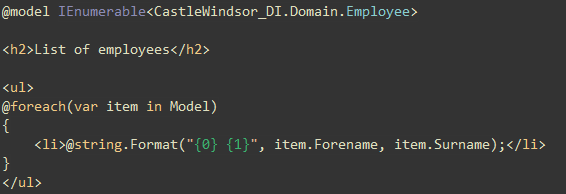 @model IEnumerable<CastleWindsor_DI.Domain.Employee>
<h2>List of employees</h2>
<ul>
@foreach(var item in Model)
{
<li>@string.Format("{0} {1}", item.Forename, item.Surname);</li>
}
</ul>